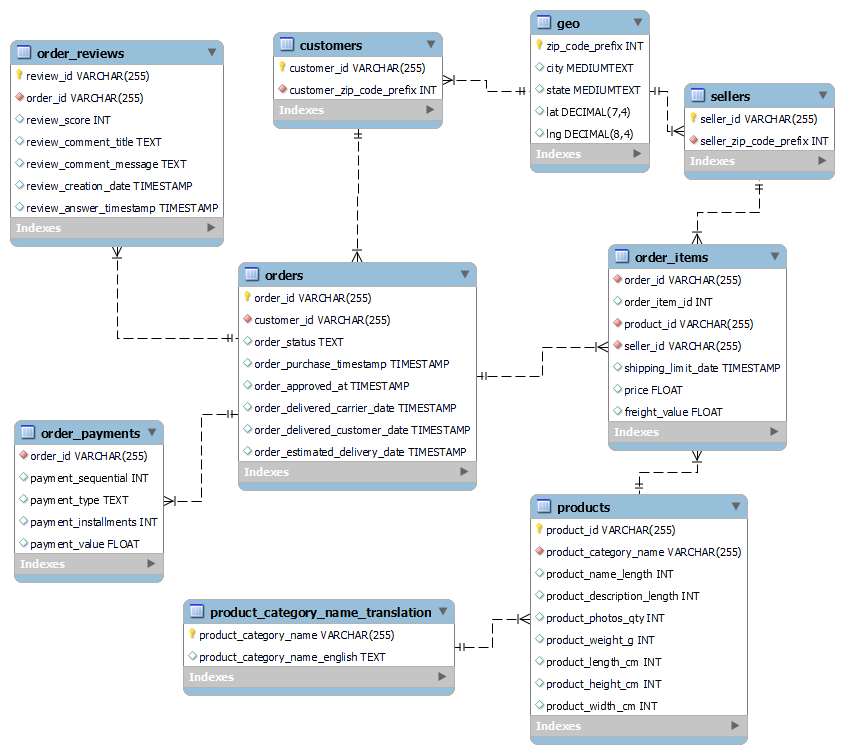 order_reviews
review_id VARCHAR(255)
order_id VARCHAR(255)
review_score INT
review_comment_title TEXT
review_comment_message TEXT
review_creation_date TIMESTAMP
review_answer_timestamp TIMESTAMP
Indexes
customers
customer_id VARCHAR(255)
customer_zip_code_prefix INT
Indexes
geo
zip_code_prefix INT
city MEDIUMTEXT
state MEDIUMTEXT
lat DECIMAL(7,4)
lng DECIMAL(8,4)
Indexes
sellers
seller_id VARCHAR(255)
seller_zip_code_prefix INT
Indexes
orders
order_id VARCHAR(255)
customer_id VARCHAR(255)
order_status TEXT
order_purchase_timestamp TIMESTAMP
order_approved_at TIMESTAMP
order_delivered_carrier_date TIMESTAMP
order_delivered_customer_date TIMESTAMP
order_estimated_delivery_date TIMESTAMP
Indexes
order_items
order_id VARCHAR(255)
order_item_id INT
product_id VARCHAR(255)
seller_id VARCHAR(255)
shipping_limit_date TIMESTAMP
price FLOAT
freight_value FLOAT
Indexes
order_payments
order_id VARCHAR(255)
payment_sequential INT
payment_type TEXT
payment_installments INT
payment_value FLOAT
Indexes
product_category_name_translation
product_category_name VARCHAR(255)
product_category_name_english TEXT
Indexes
products
product_id VARCHAR(255)
product_category_name VARCHAR(255)
product_name_length INT
product_description_length INT
product_photos_qty INT
product_weight_g INT
product_length_cm INT
product_height_cm INT
product_width_cm INT
Indexes